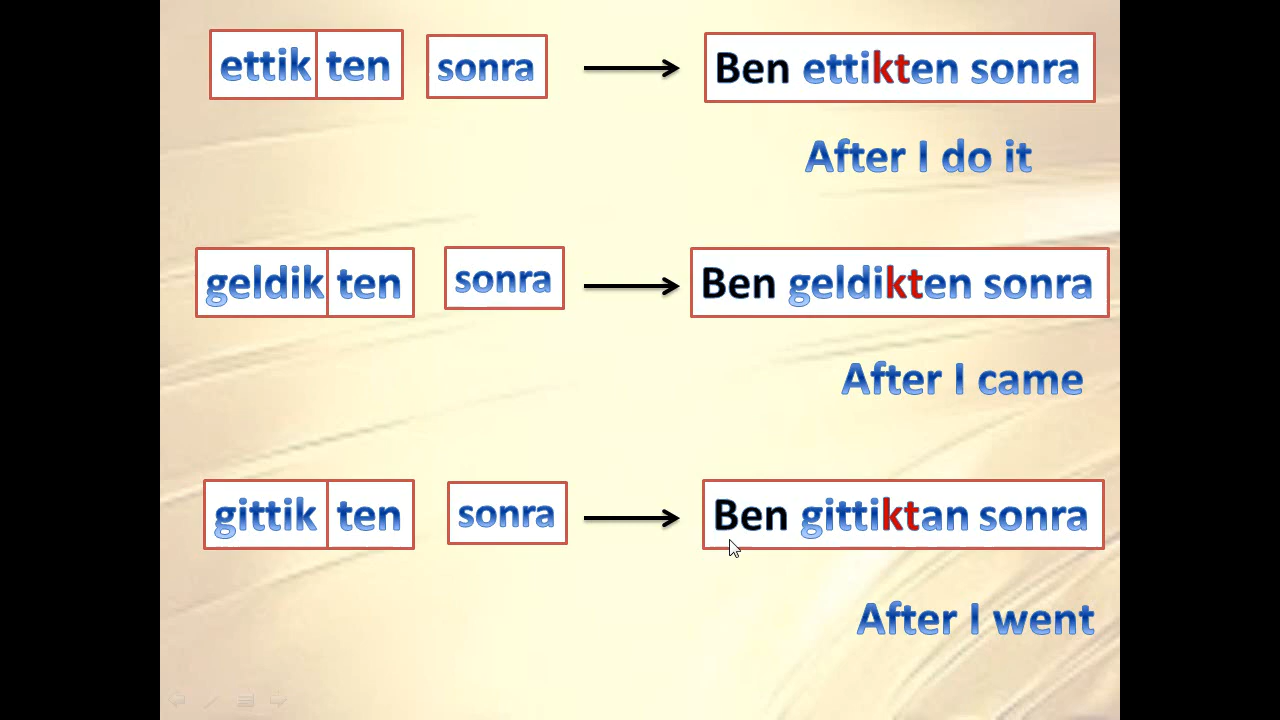 ettik ten sonra Ben ettikten sonra
After I do it
geldik ten sonra Ben geldikten sonra
After I came
gittik ten sonra Ben gittiktan sonra
After I went